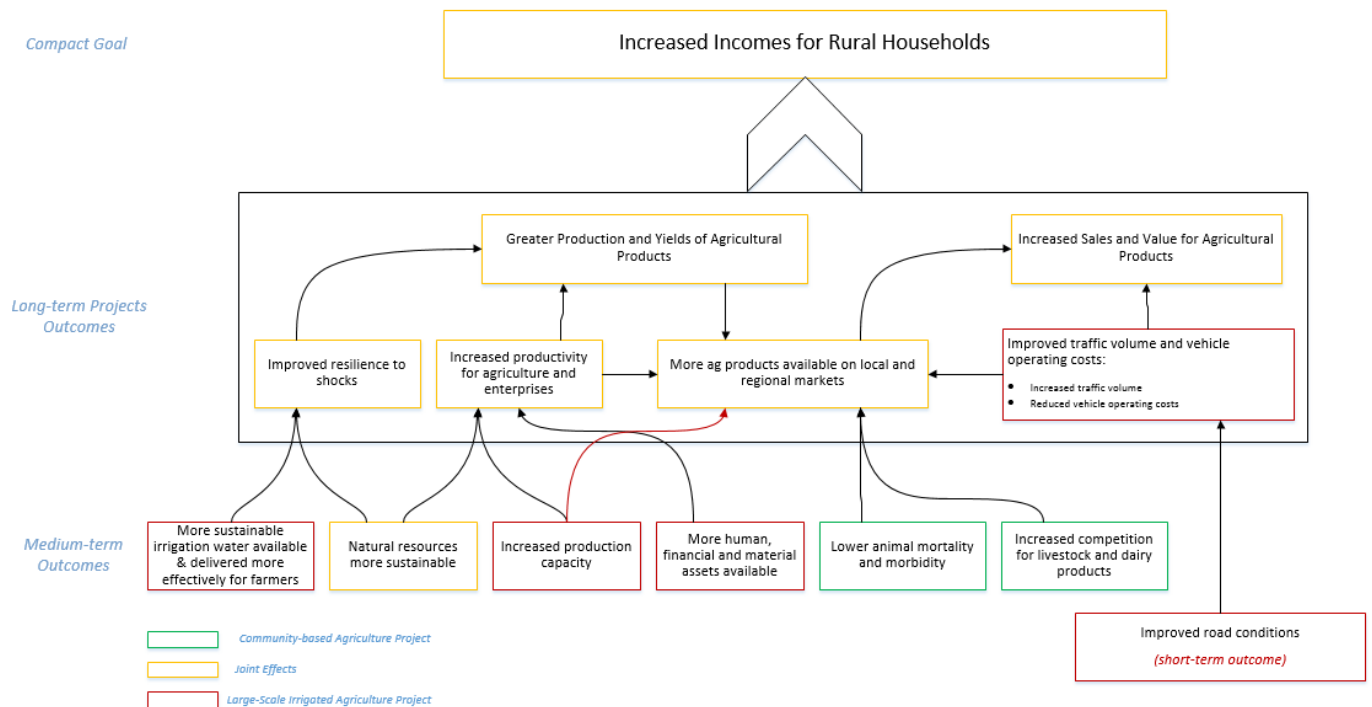 Compact Goal
Increased Incomes for Rural Households
Long-term Projects
Outcomes
Greater Production and Yields of Agricultural
Products
Increased Sales and Value for Agricultural
Products
Improved resilience to
shocks
Increased productivity
for agriculture and
enterprises
More ag products available on local and
regional markets
Improved traffic volume and vehicle
operating costs:
• Increased traffic volume
• Reduced vehicle operating costs
Medium-term
Outcomes
More sustainable
irrigation water available
& delivered more
effectively for farmers
Natural resources
more sustainable
Increased production
capacity
More human,
financial and material
assets available
Lower animal mortality
and morbidity
Increased competition
for livestock and dairy
products
Improved road conditions
(short-term outcome)
Community-based Agriculture Project
Joint Effects
Large-Scale Irrigated Agriculture Project